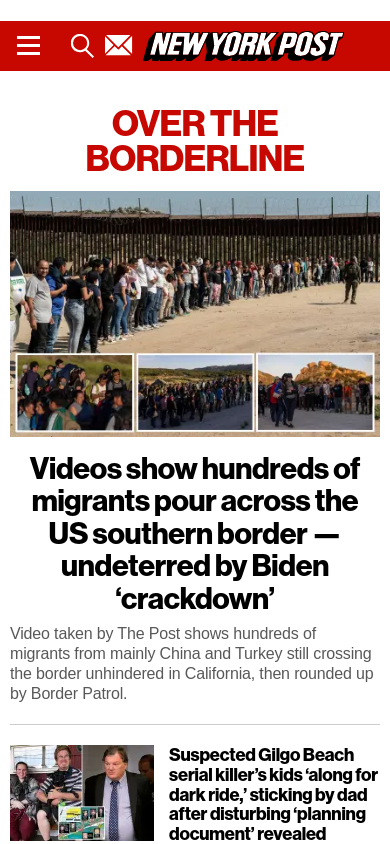 NEW YORK POST
OVER THE
BORDERLINE
Videos show hundreds of
migrants pour across the
US southern border —
undeterred by Biden
‘crackdown’
Video taken by The Post shows hundreds of
migrants from mainly China and Turkey still crossing
the border unhindered in California, then rounded up
by Border Patrol.
Suspected Gilgo Beach
serial killer’s kids ‘along for
dark ride,’ sticking by dad
after disturbing ‘planning
document’ revealed